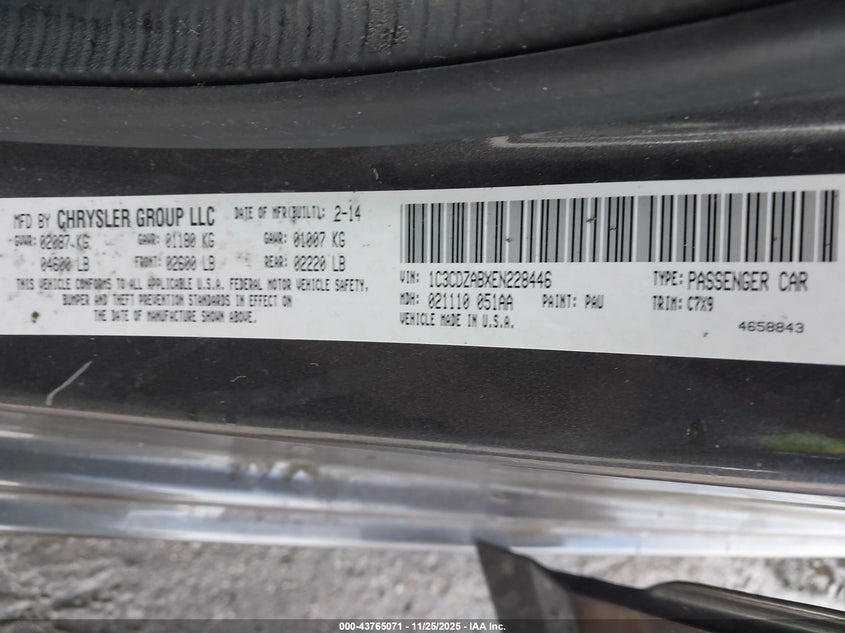 MFD BY CHRYSLER GROUP LLC DATE OF MFR(BUILT): 2-14
GVWR: 02087 KG GAWR: 01180 KG GAWR: 01007 KG
04600 LB FRONT: 02600 LB REAR: 02220 LB
THIS VEHICLE CONFORMS TO ALL APPLICABLE U.S.A. FEDERAL MOTOR VEHICLE SAFETY,
BUMPER AND THEFT PREVENTION STANDARDS IN EFFECT ON
THE DATE OF MANUFACTURE SHOWN ABOVE.
VIN: 1C3CDZABXEN228446 TYPE: PASSENGER CAR
MDH: 021110 051AA PAINT: PAU TRIM: C7X9
VEHICLE MADE IN U.S.A.
4658843
000-43765071 - 11/25/2025 - IAA Inc.